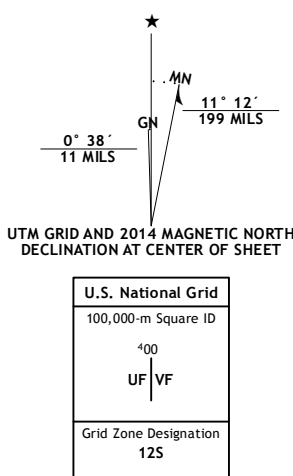 ★
MN
11° 12´
199 MILS
GN
0° 38´
11 MILS
UTM GRID AND 2014 MAGNETIC NORTH
DECLINATION AT CENTER OF SHEET
U.S. National Grid
100,000-m Square ID
⁴00
UF VF
Grid Zone Designation
12S